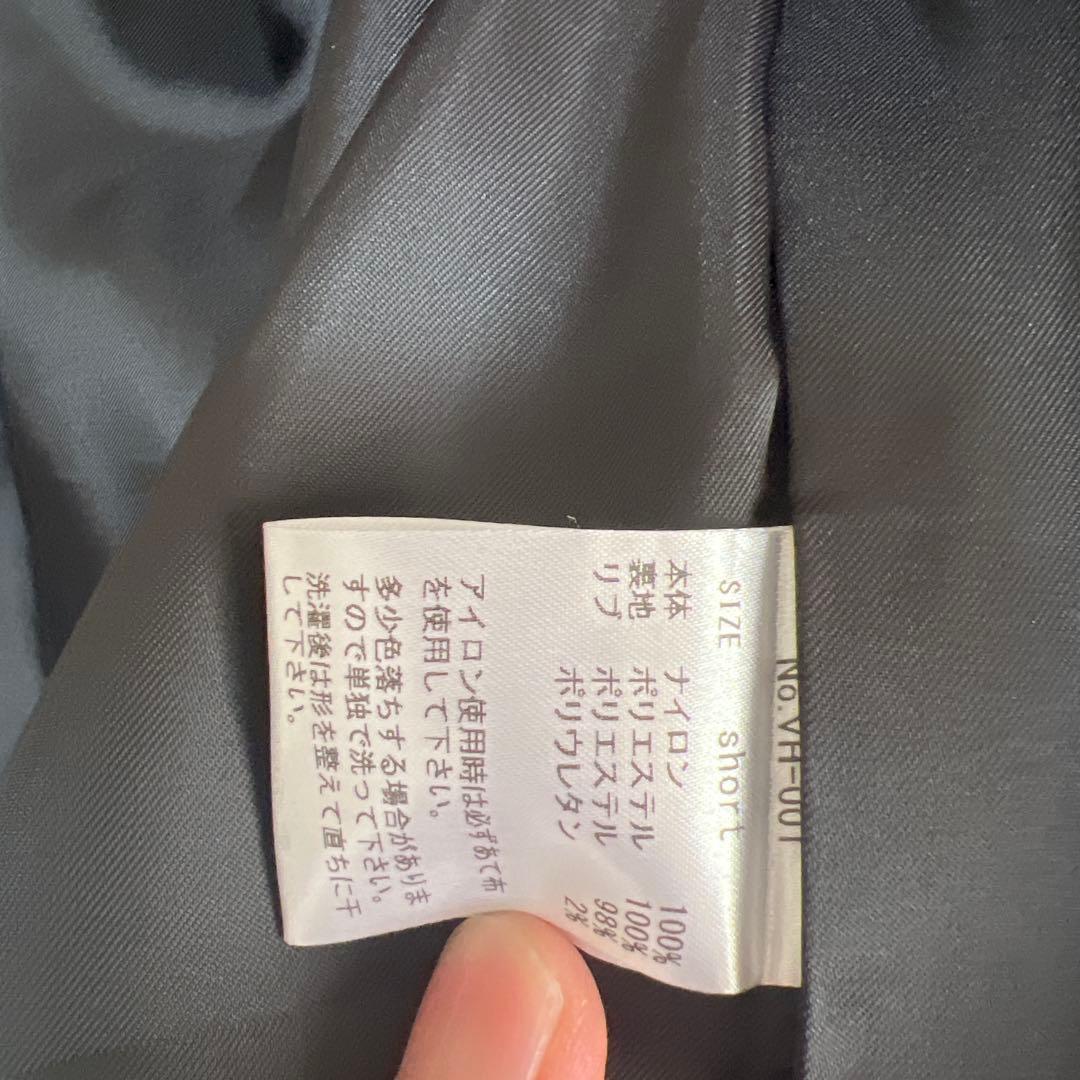 No.VH-001
SIZE short
本体 ナイロン 100%
裏地 ポリエステル 100%
リブ ポリエステル 98%
ポリウレタン 2%
アイロン使用時は必ずあて布
を使用して下さい。
多少色落ちする場合がありま
すので単独で洗って下さい。
洗濯後は形を整えて直ちに干
して下さい。